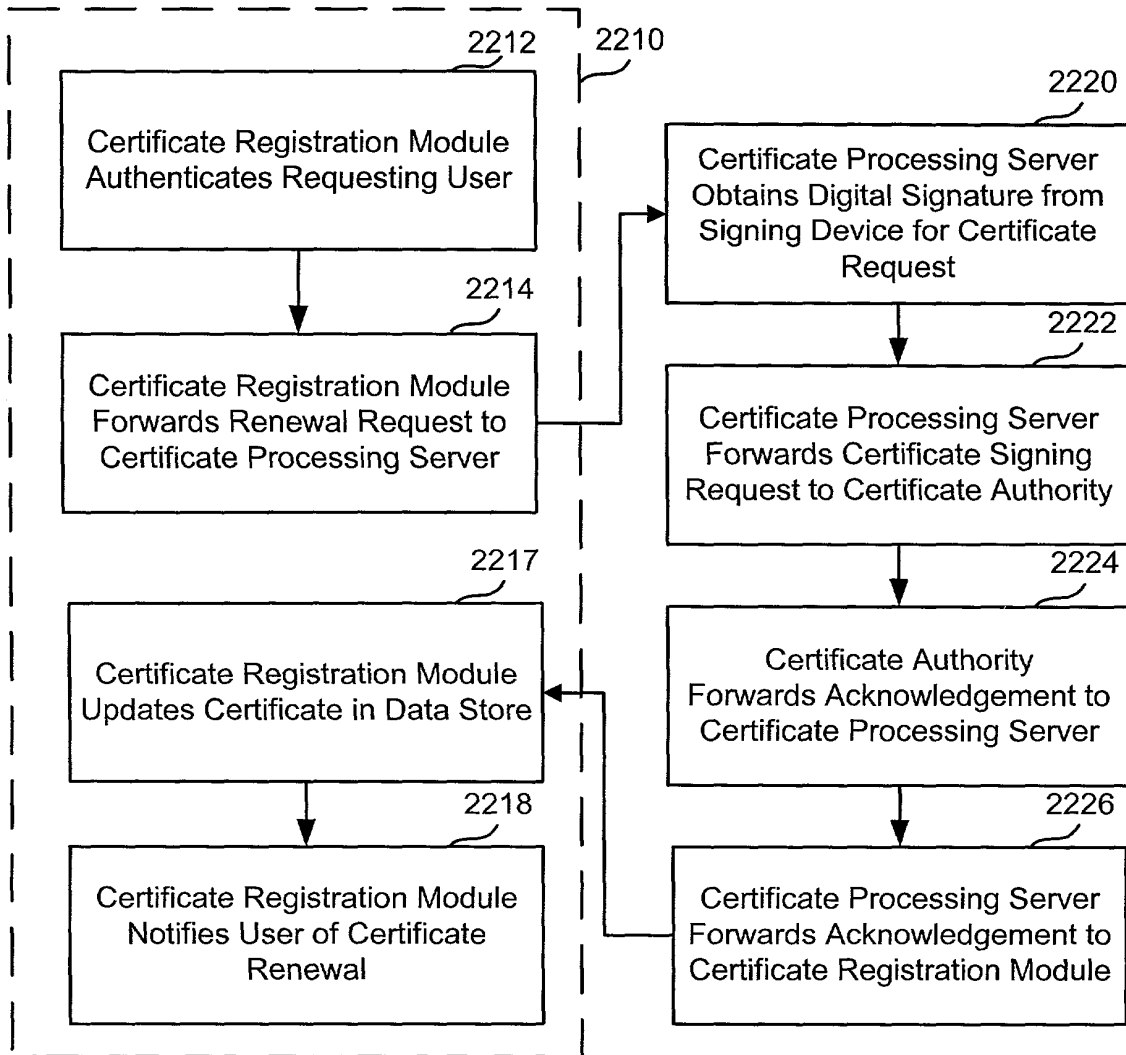 2212
2210
Certificate Registration Module
Authenticates Requesting User
2214
Certificate Registration Module
Forwards Renewal Request to
Certificate Processing Server
2220
Certificate Processing Server
Obtains Digital Signature from
Signing Device for Certificate
Request
2222
Certificate Processing Server
Forwards Certificate Signing
Request to Certificate Authority
2224
Certificate Authority
Forwards Acknowledgement to
Certificate Processing Server
2226
Certificate Processing Server
Forwards Acknowledgement to
Certificate Registration Module
2217
Certificate Registration Module
Updates Certificate in Data Store
2218
Certificate Registration Module
Notifies User of Certificate
Renewal